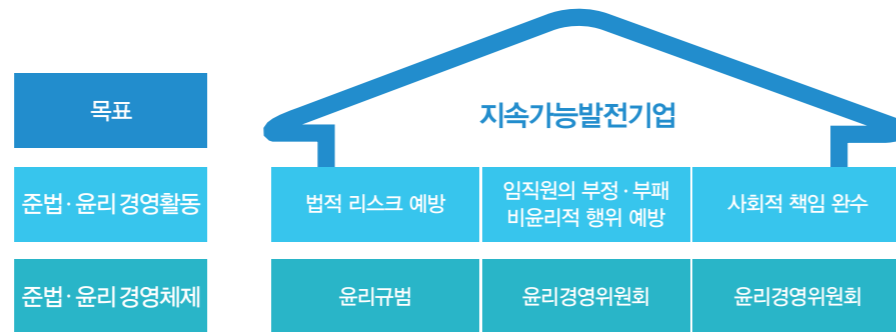 목표
지속가능발전기업
준법·윤리 경영활동
법적 리스크 예방
임직원의 부정·부패
비윤리적 행위 예방
사회적 책임 완수
준법·윤리 경영체제
윤리규범
윤리경영위원회
윤리경영위원회